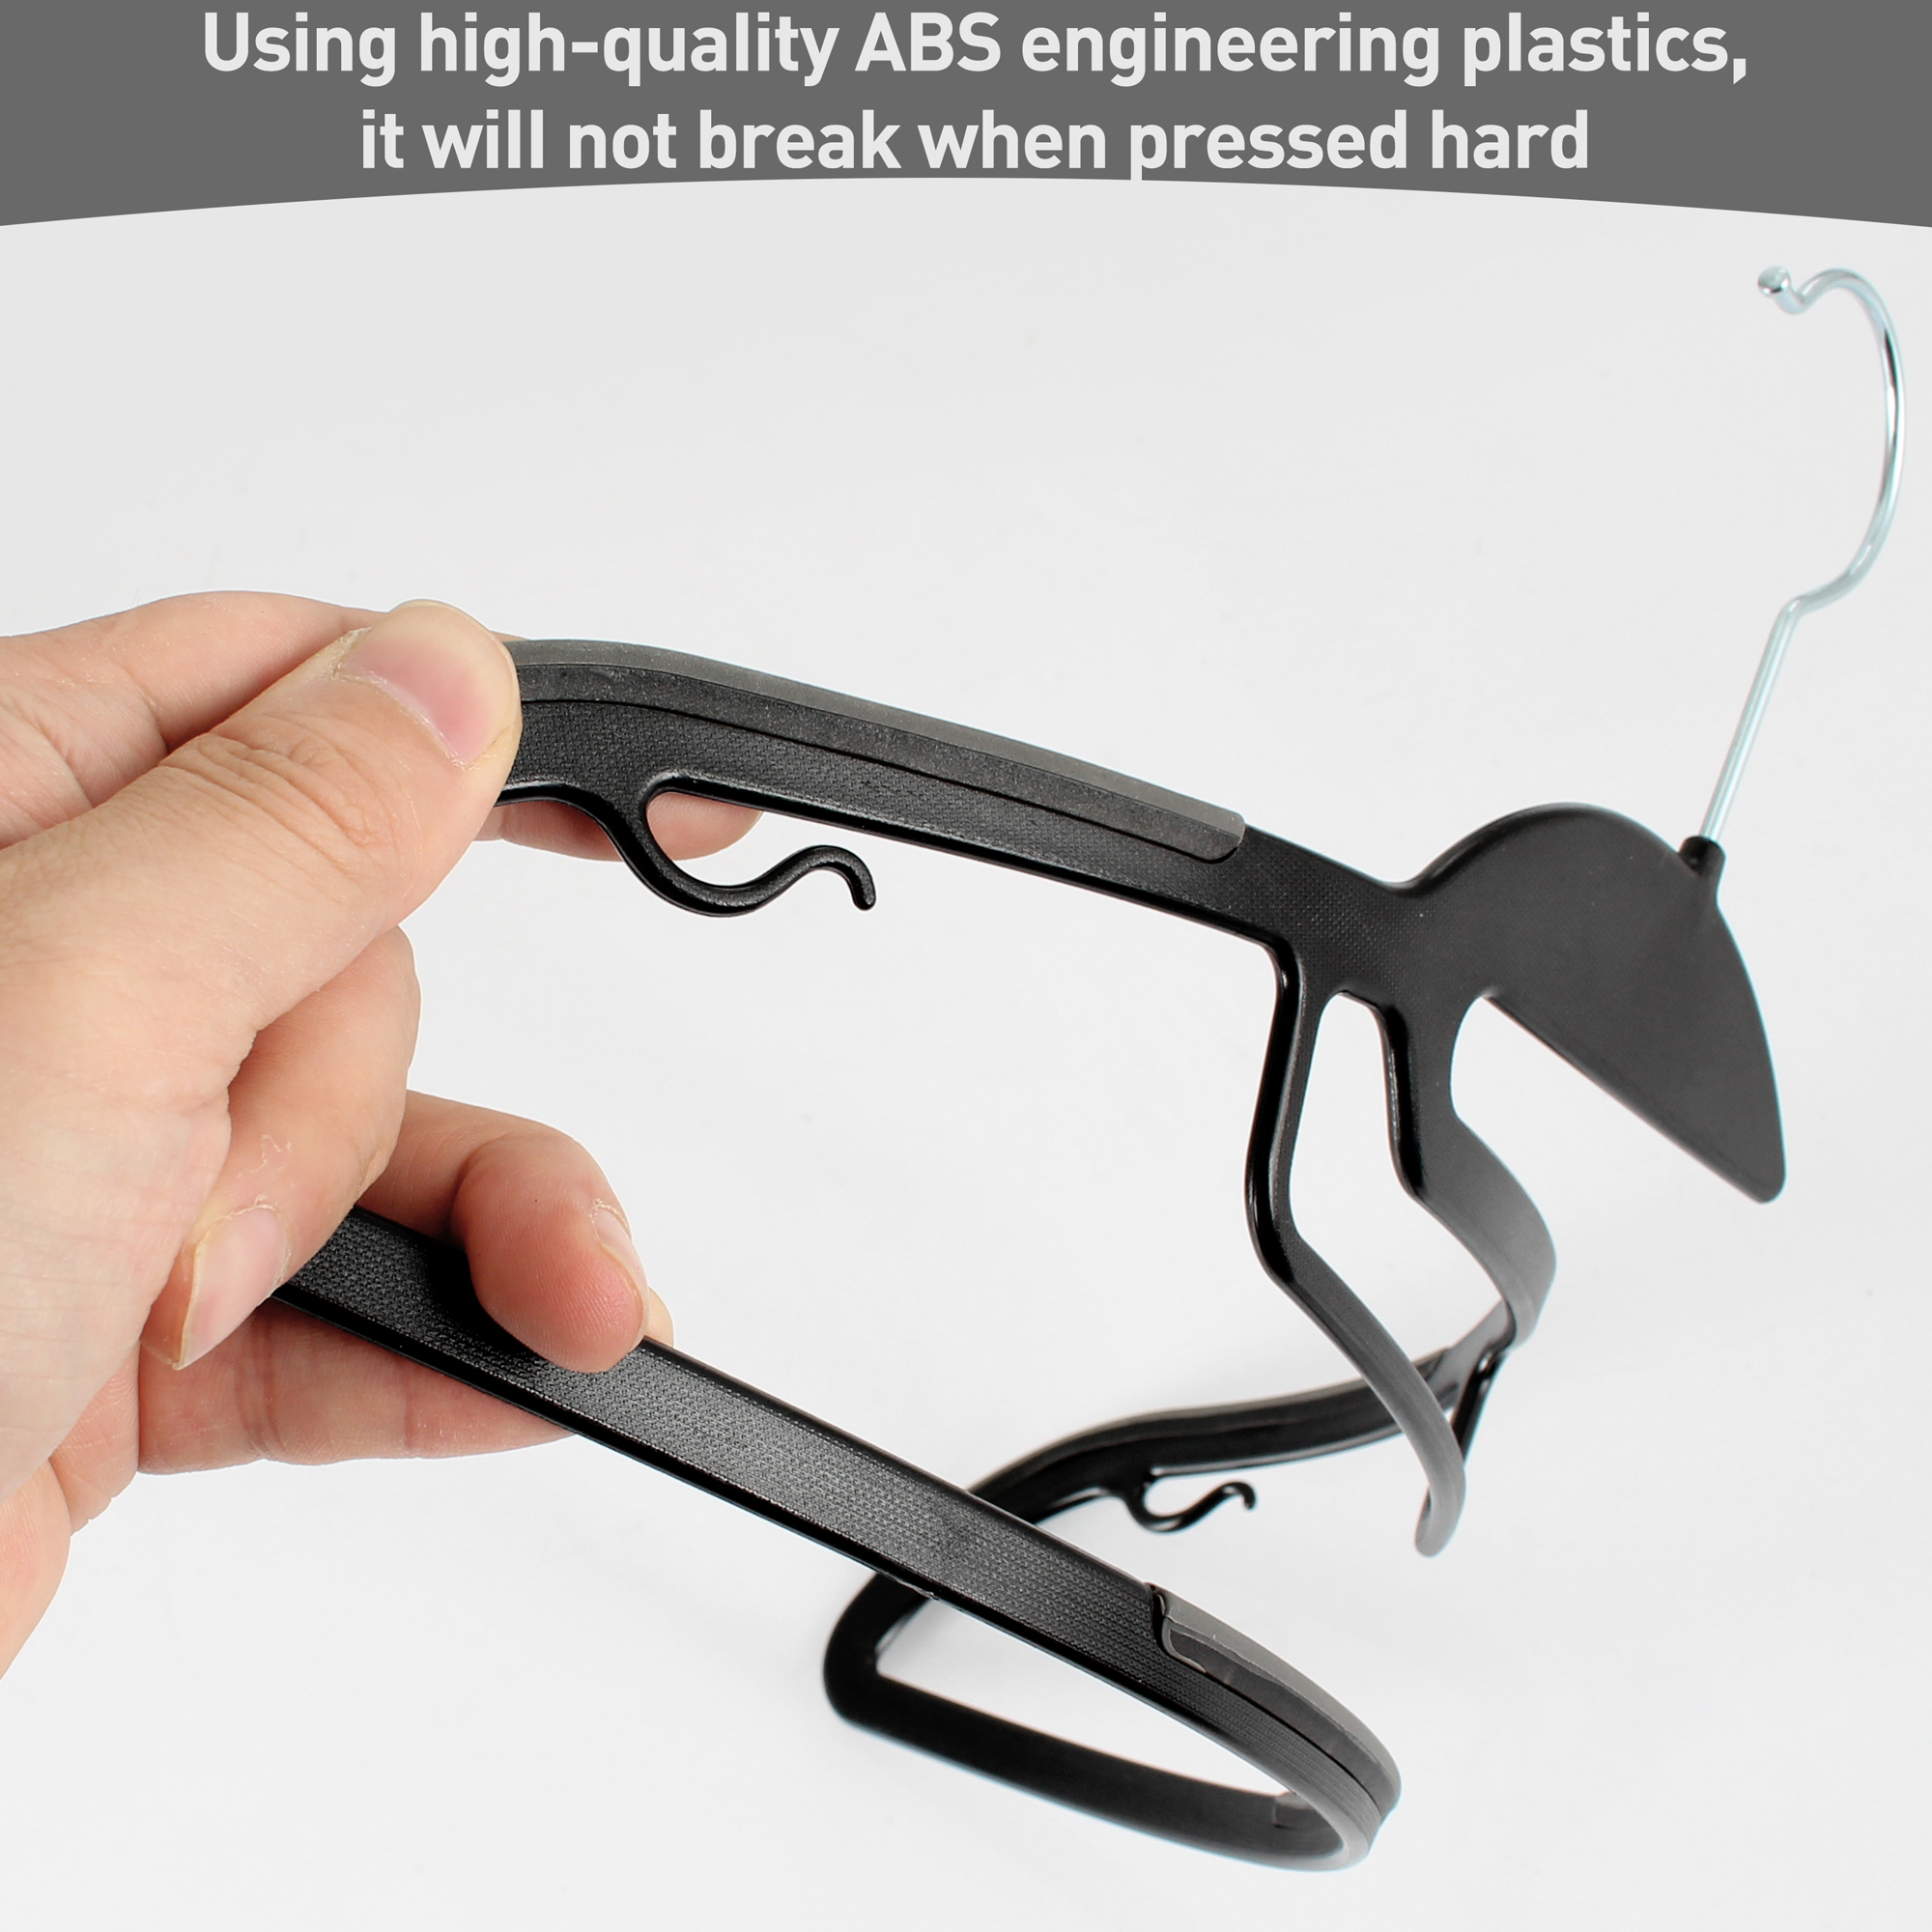 Using high-quality ABS engineering plastics,
it will not break when pressed hard